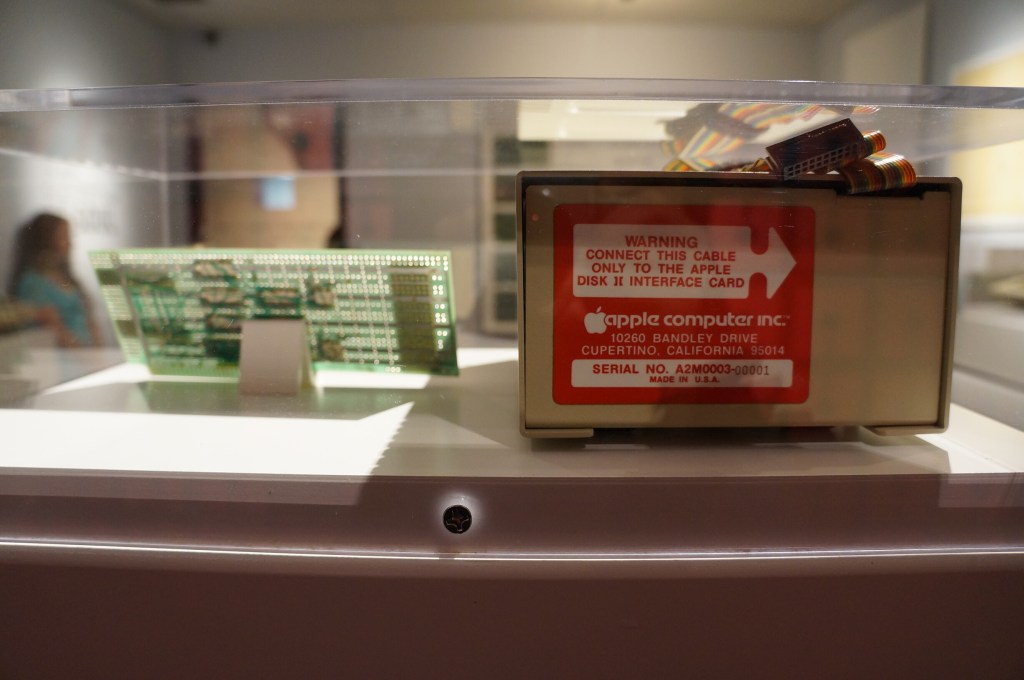 WARNING
CONNECT THIS CABLE
ONLY TO THE APPLE
DISK ][ INTERFACE CARD
apple computer inc.™
10260 BANDLEY DRIVE
CUPERTINO, CALIFORNIA 95014
SERIAL NO. A2M0003-00001
MADE IN U.S.A.